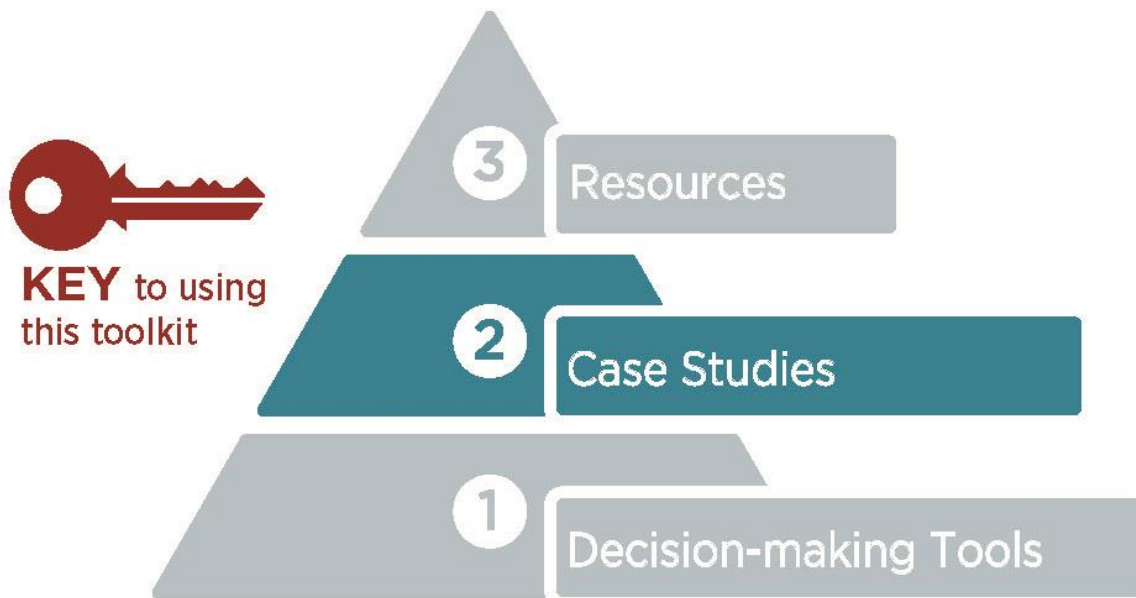 3
Resources
KEY to using
this toolkit
2
Case Studies
1
Decision-making Tools